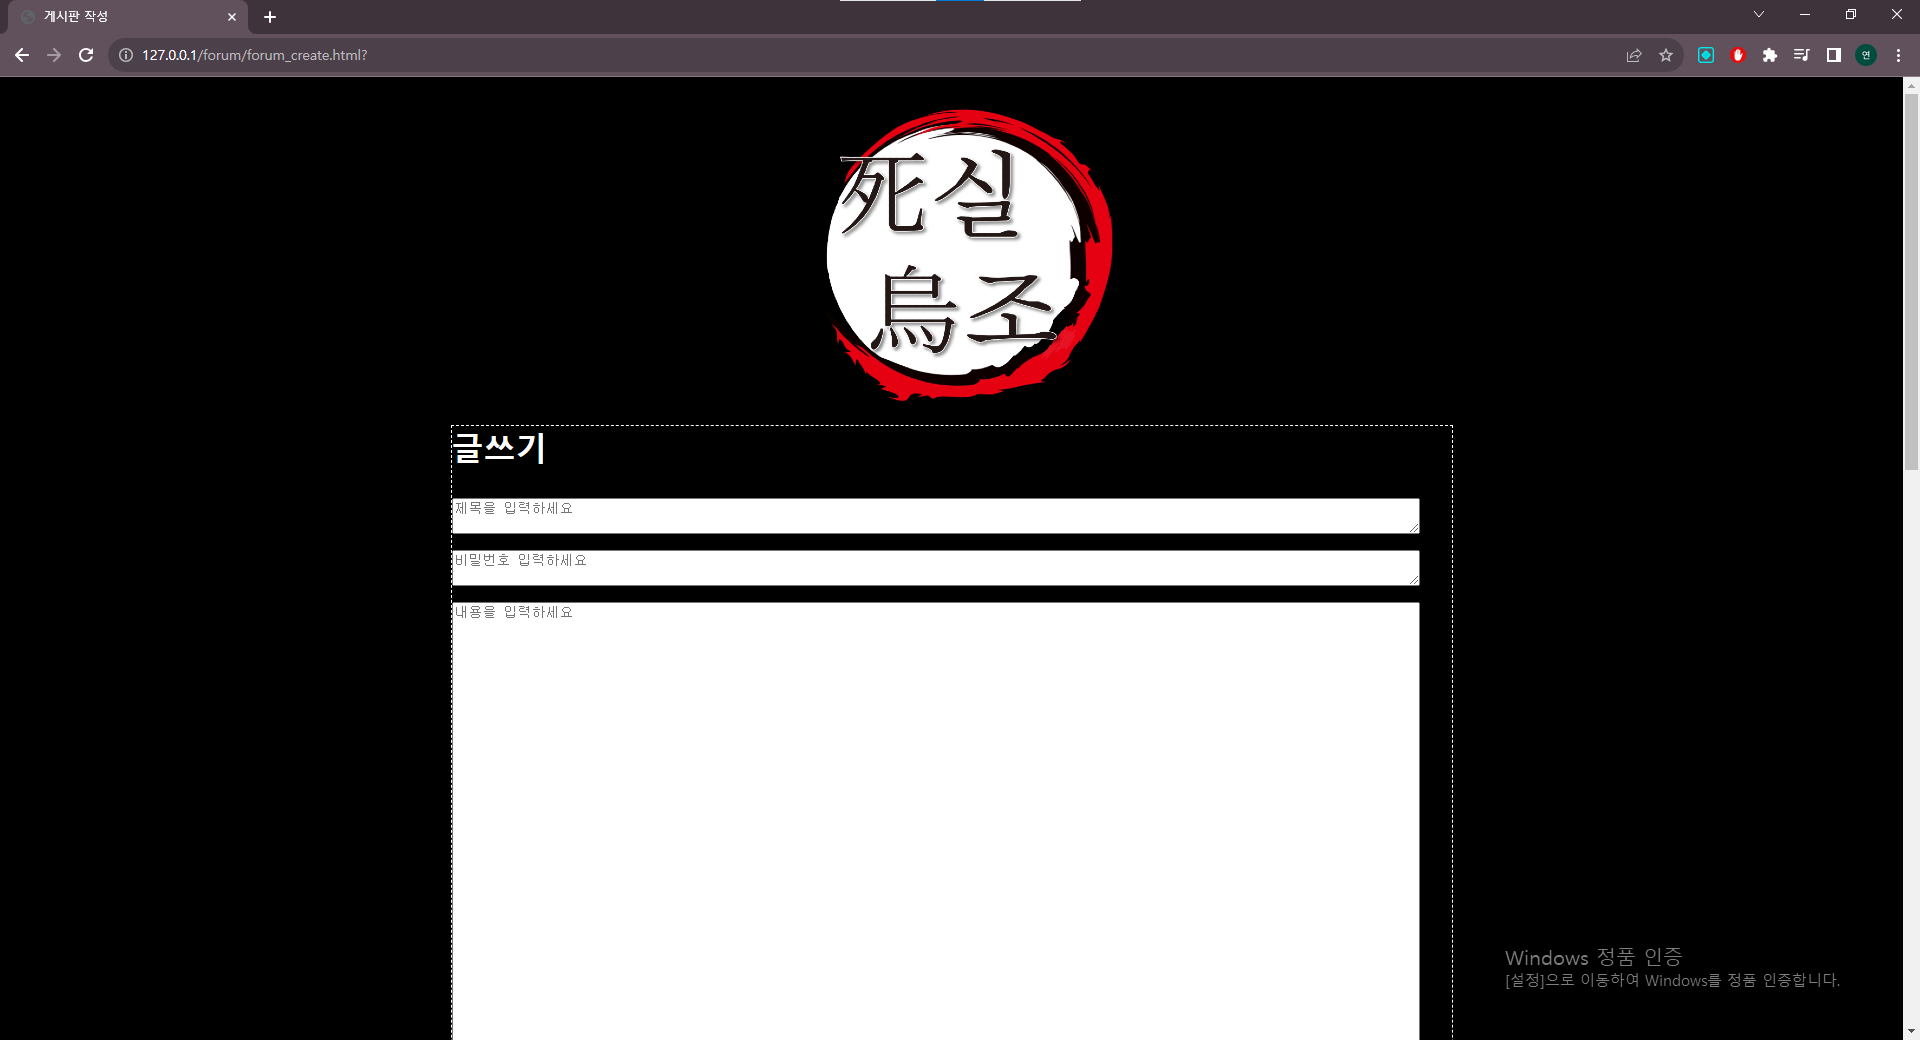 게시판 작성
127.0.0.1/forum/forum_create.html?
연
死실
烏조
글쓰기
제목을 입력하세요
비밀번호 입력하세요
내용을 입력하세요
Windows 정품 인증
[설정]으로 이동하여 Windows를 정품 인증합니다.